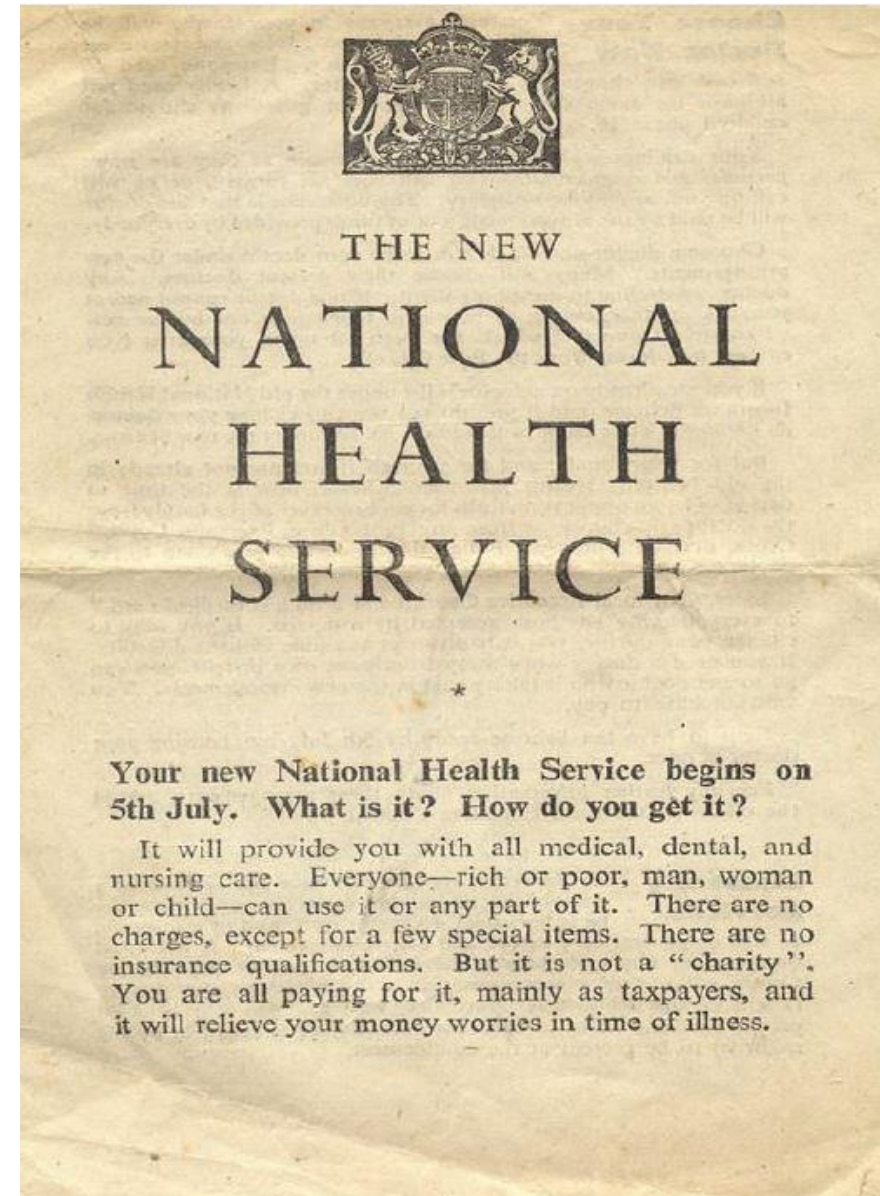 THE NEW
NATIONAL
HEALTH
SERVICE
*
Your new National Health Service begins on
5th July. What is it? How do you get it?
It will provide you with all medical, dental, and
nursing care. Everyone—rich or poor, man, woman
or child—can use it or any part of it. There are no
charges, except for a few special items. There are no
insurance qualifications. But it is not a “charity”.
You are all paying for it, mainly as taxpayers, and
it will relieve your money worries in time of illness.